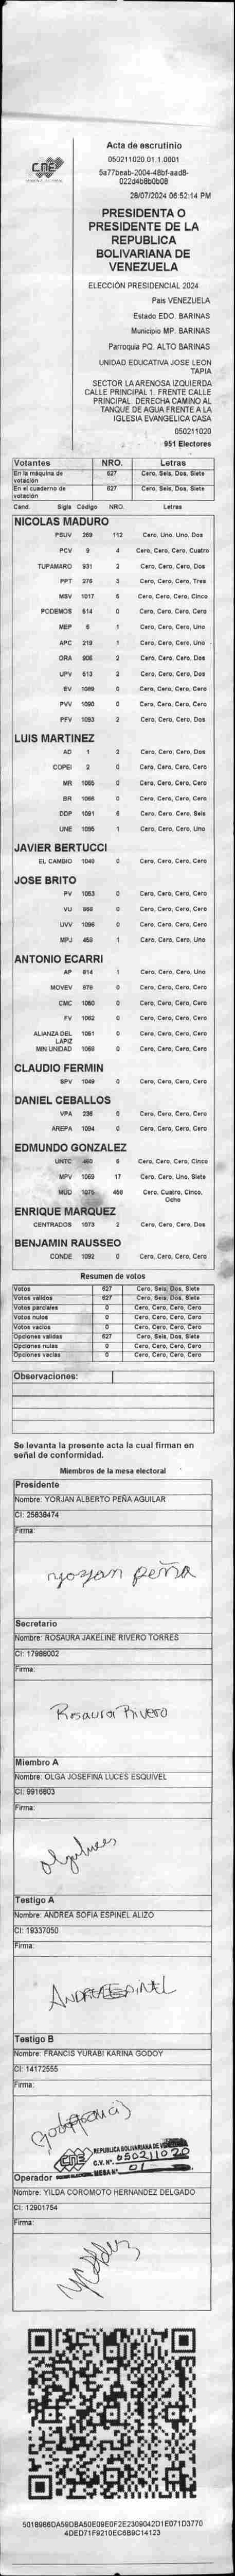 Acta de escrutinio
050211020.01.1.0001
5a77beab-2004-48bf-aad8-
022d4b8b0b08
28/07/2024 06:52:14 PM
CNE
PRESIDENTA O
PRESIDENTE DE LA
REPUBLICA
BOLIVARIANA DE
VENEZUELA
ELECCIÓN PRESIDENCIAL 2024
Pais VENEZUELA
Estado EDO. BARINAS
Municipio MP. BARINAS
Parroquia PQ. ALTO BARINAS
UNIDAD EDUCATIVA JOSE LEON
TAPIA
SECTOR LA ARENOSA IZQUIERDA
CALLE PRINCIPAL 1. FRENTE CALLE
PRINCIPAL. DERECHA CAMINO AL
TANQUE DE AGUA FRENTE A LA
IGLESIA EVANGELICA CASA
050211020
951 Electores
Votantes NRO. Letras
En la máquina de votación 627 Cero, Seis, Dos, Siete
En el cuaderno de votación 627 Cero, Seis, Dos, Siete
Cand. Sigla Código NRO. Letras
NICOLAS MADURO
PSUV 269 112 Cero, Uno, Uno, Dos
PCV 9 4 Cero, Cero, Cero, Cuatro
TUPAMARO 931 2 Cero, Cero, Cero, Dos
PPT 276 3 Cero, Cero, Cero, Tres
MSV 1017 5 Cero, Cero, Cero, Cinco
PODEMOS 614 0 Cero, Cero, Cero, Cero
MEP 6 1 Cero, Cero, Cero, Uno
APC 219 1 Cero, Cero, Cero, Uno
ORA 906 2 Cero, Cero, Cero, Dos
UPV 613 2 Cero, Cero, Cero, Dos
EV 1089 0 Cero, Cero, Cero, Cero
PVV 1090 0 Cero, Cero, Cero, Cero
PFV 1093 2 Cero, Cero, Cero, Dos
LUIS MARTINEZ
AD 1 2 Cero, Cero, Cero, Dos
COPEI 2 0 Cero, Cero, Cero, Cero
MR 1065 0 Cero, Cero, Cero, Cero
BR 1066 0 Cero, Cero, Cero, Cero
DDP 1091 6 Cero, Cero, Cero, Seis
UNE 1095 1 Cero, Cero, Cero, Uno
JAVIER BERTUCCI
EL CAMBIO 1048 0 Cero, Cero, Cero, Cero
JOSE BRITO
PV 1053 0 Cero, Cero, Cero, Cero
VU 968 0 Cero, Cero, Cero, Cero
UVV 1096 0 Cero, Cero, Cero, Cero
MPJ 458 1 Cero, Cero, Cero, Uno
ANTONIO ECARRI
AP 814 1 Cero, Cero, Cero, Uno
MOVEV 870 0 Cero, Cero, Cero, Cero
CMC 1050 0 Cero, Cero, Cero, Cero
FV 1062 0 Cero, Cero, Cero, Cero
ALIANZA DEL LAPIZ 1061 0 Cero, Cero, Cero, Cero
MIN UNIDAD 1069 0 Cero, Cero, Cero, Cero
CLAUDIO FERMIN
SPV 1049 0 Cero, Cero, Cero, Cero
DANIEL CEBALLOS
VPA 236 0 Cero, Cero, Cero, Cero
AREPA 1094 0 Cero, Cero, Cero, Cero
EDMUNDO GONZALEZ
UNTC 460 5 Cero, Cero, Cero, Cinco
MPV 1059 17 Cero, Cero, Uno, Siete
MUD 1075 458 Cero, Cuatro, Cinco, Ocho
ENRIQUE MARQUEZ
CENTRADOS 1073 2 Cero, Cero, Cero, Dos
BENJAMIN RAUSSEO
CONDE 1092 0 Cero, Cero, Cero, Cero
Resumen de votos
Votos 627 Cero, Seis, Dos, Siete
Votos validos 627 Cero, Seis, Dos, Siete
Votos parciales 0 Cero, Cero, Cero, Cero
Votos nulos 0 Cero, Cero, Cero, Cero
Votos vacios 0 Cero, Cero, Cero, Cero
Opciones validas 627 Cero, Seis, Dos, Siete
Opciones nulas 0 Cero, Cero, Cero, Cero
Opciones vacias 0 Cero, Cero, Cero, Cero
Observaciones:
Se levanta la presente acta la cual firman en
señal de conformidad.
Miembros de la mesa electoral
Presidente
Nombre: YORJAN ALBERTO PEÑA AGUILAR
CI: 25838474
Firma:
yorjan peña
Secretario
Nombre: ROSAURA JAKELINE RIVERO TORRES
CI: 17988002
Firma:
Rosaura Rivero
Miembro A
Nombre: OLGA JOSEFINA LUCES ESQUIVEL
CI: 9916803
Firma:
Testigo A
Nombre: ANDREA SOFIA ESPINEL ALIZO
CI: 19337050
Firma:
ANDREA ESPINEL
Testigo B
Nombre: FRANCIS YURABI KARINA GODOY
CI: 14172555
Firma:
CNE
REPUBLICA BOLIVARIANA DE VENEZUELA
C.V. N°. 050211020
MESA N° 01
Operador
Nombre: YILDA COROMOTO HERNANDEZ DELGADO
CI: 12901754
Firma:
5018986DA59DBA50E09E0F2E2309042D1E071D3770
4DED71F9210EC6B9C14123